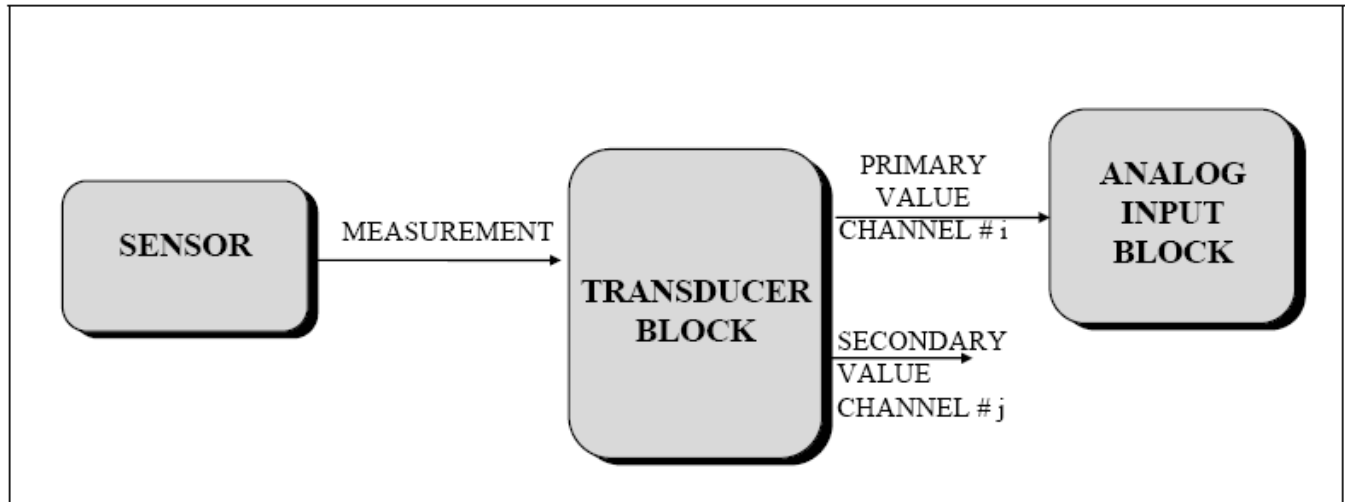 SENSOR
MEASUREMENT
TRANSDUCER
BLOCK
PRIMARY
VALUE
CHANNEL # i
SECONDARY
VALUE
CHANNEL # j
ANALOG
INPUT
BLOCK